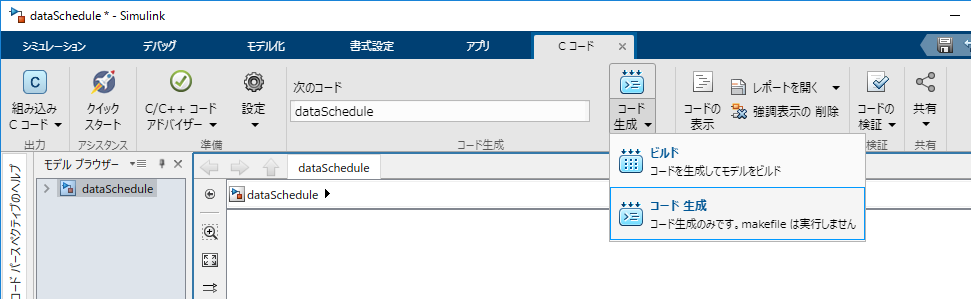 dataSchedule * - Simulink
シミュレーション
デバッグ
モデル化
書式設定
アプリ
C コード
組み込み
C コード
出力
クイック
スタート
アシスタンス
C/C++ コード
アドバイザー
設定
準備
次のコード
dataSchedule
コード
生成
コード生成
コードの
表示
レポートを開く
強調表示の 削除
コードの
検証
検証
共有
共有
ビルド
コードを生成してモデルをビルド
コード 生成
コード生成のみです。makefile は実行しません
コード パースペクティブのヘルプ
モデル ブラウザー
dataSchedule
dataSchedule
dataSchedule